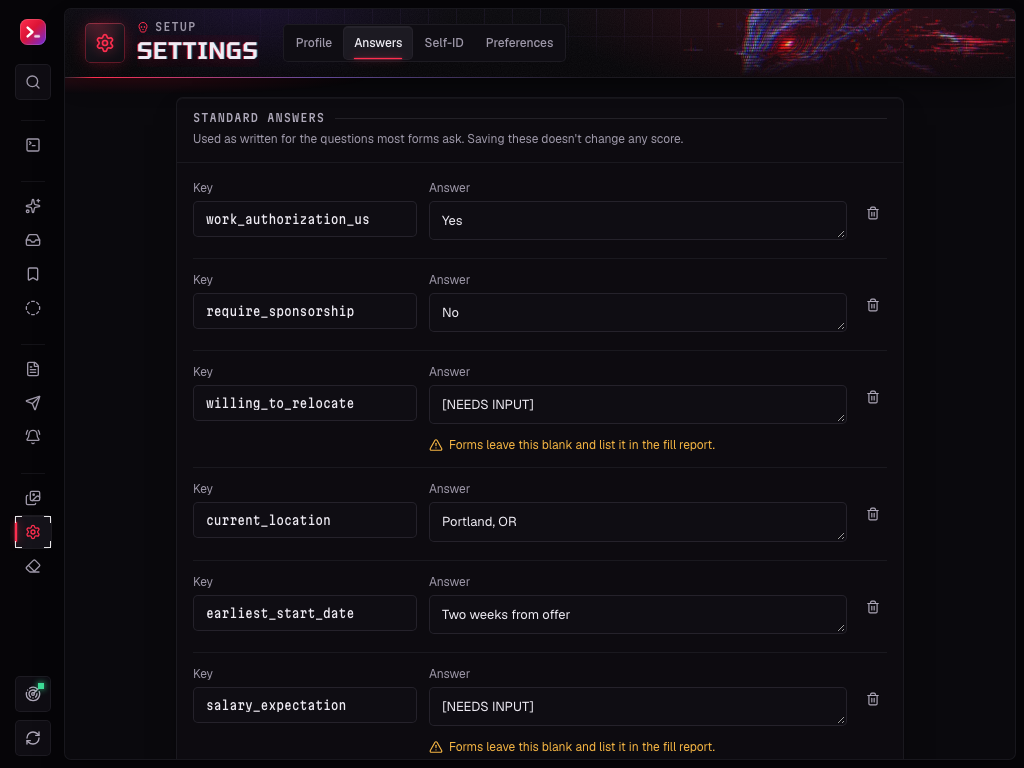 SETUP
SETTINGS
Profile
Answers
Self-ID
Preferences
STANDARD ANSWERS
Used as written for the questions most forms ask. Saving these doesn't change any score.
Key
Answer
work_authorization_us
Yes
Key
Answer
require_sponsorship
No
Key
Answer
willing_to_relocate
[NEEDS INPUT]
Forms leave this blank and list it in the fill report.
Key
Answer
current_location
Portland, OR
Key
Answer
earliest_start_date
Two weeks from offer
Key
Answer
salary_expectation
[NEEDS INPUT]
Forms leave this blank and list it in the fill report.